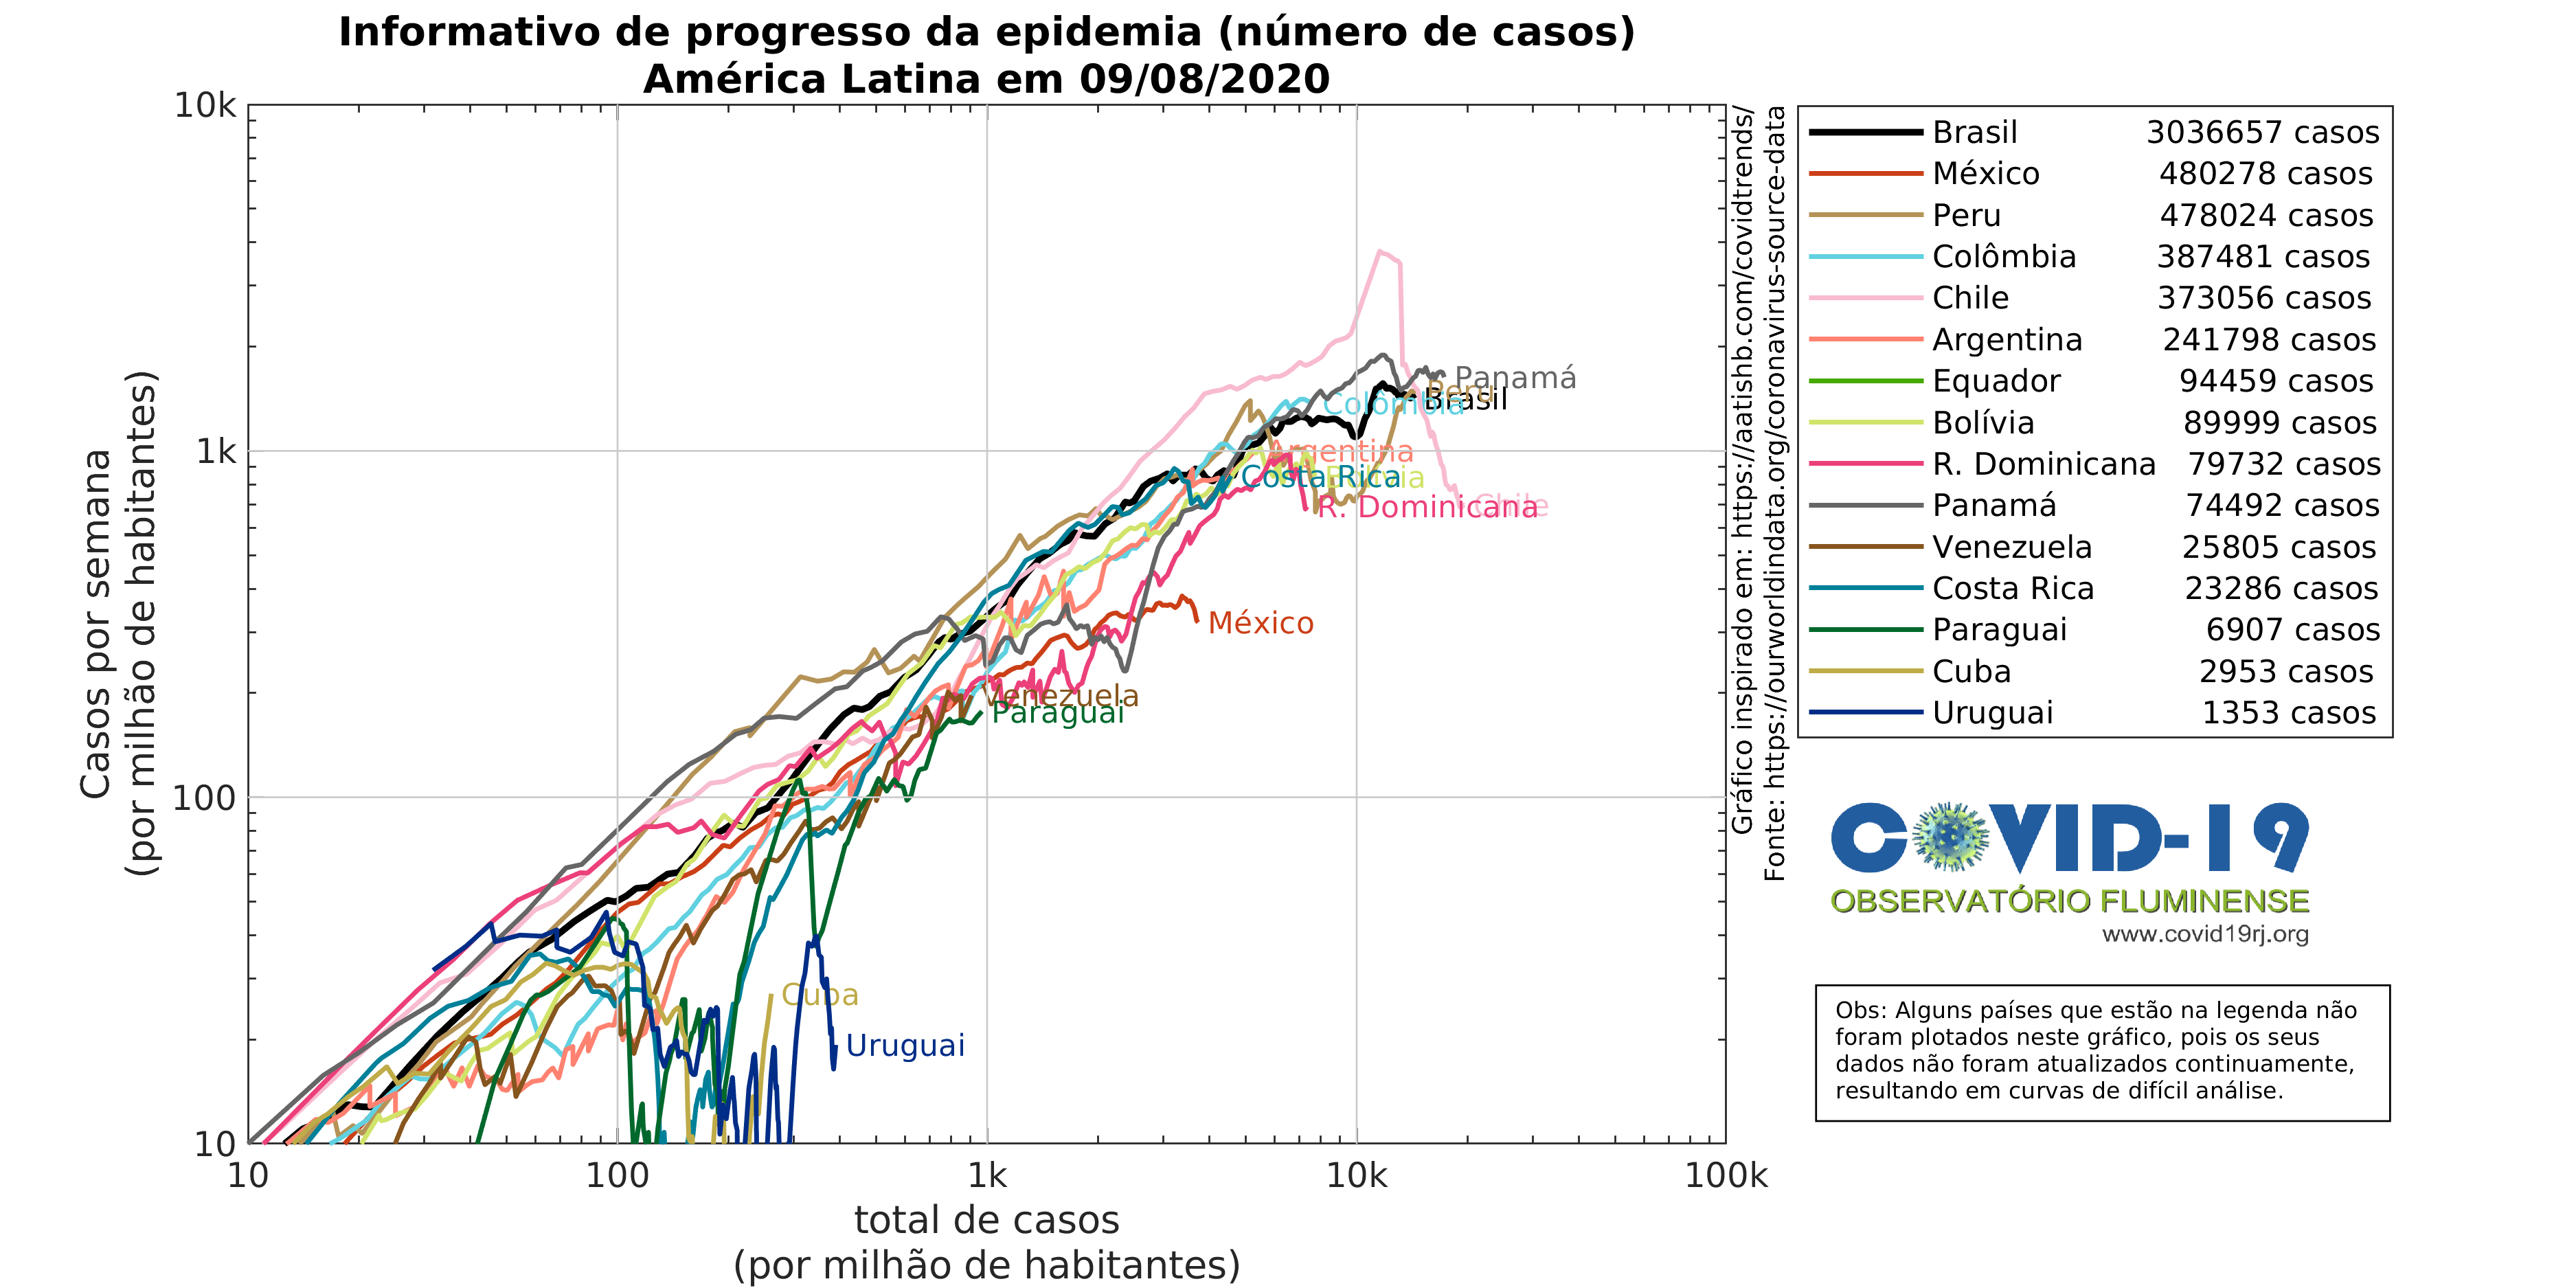 Informativo de progresso da epidemia (número de casos)
América Latina em 09/08/2020
10k
1k
100
10
10
100
1k
10k
100k
Casos por semana
(por milhão de habitantes)
total de casos
(por milhão de habitantes)
Panamá
Peru
Brasil
Colômbia
Argentina
Bolívia
Costa Rica
Chile
R. Dominicana
México
Venezuela
Paraguai
Cuba
Uruguai
Gráfico inspirado em: https://aatishb.com/covidtrends/
Fonte: https://ourworldindata.org/coronavirus-source-data
Brasil 3036657 casos
México 480278 casos
Peru 478024 casos
Colômbia 387481 casos
Chile 373056 casos
Argentina 241798 casos
Equador 94459 casos
Bolívia 89999 casos
R. Dominicana 79732 casos
Panamá 74492 casos
Venezuela 25805 casos
Costa Rica 23286 casos
Paraguai 6907 casos
Cuba 2953 casos
Uruguai 1353 casos
COVID-19
OBSERVATÓRIO FLUMINENSE
www.covid19rj.org
Obs: Alguns países que estão na legenda não
foram plotados neste gráfico, pois os seus
dados não foram atualizados continuamente,
resultando em curvas de difícil análise.